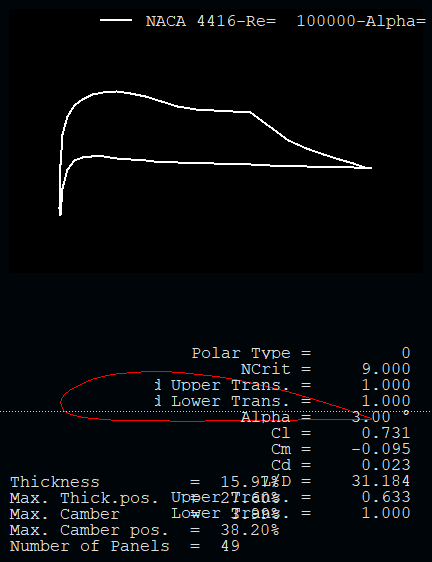 NACA 4416-Re= 100000-Alpha=
Polar Type = 0
NCrit = 9.000
Upper Trans. = 1.000
Lower Trans. = 1.000
Alpha = 3.00 °
Cl = 0.731
Cm = -0.095
Cd = 0.023
L/D = 31.184
Upper Trans. = 0.633
Lower Trans. = 1.000
Thickness = 15.97%
Max. Thick.pos. = 27.60%
Max. Camber = 3.99%
Max. Camber pos. = 38.20%
Number of Panels = 49